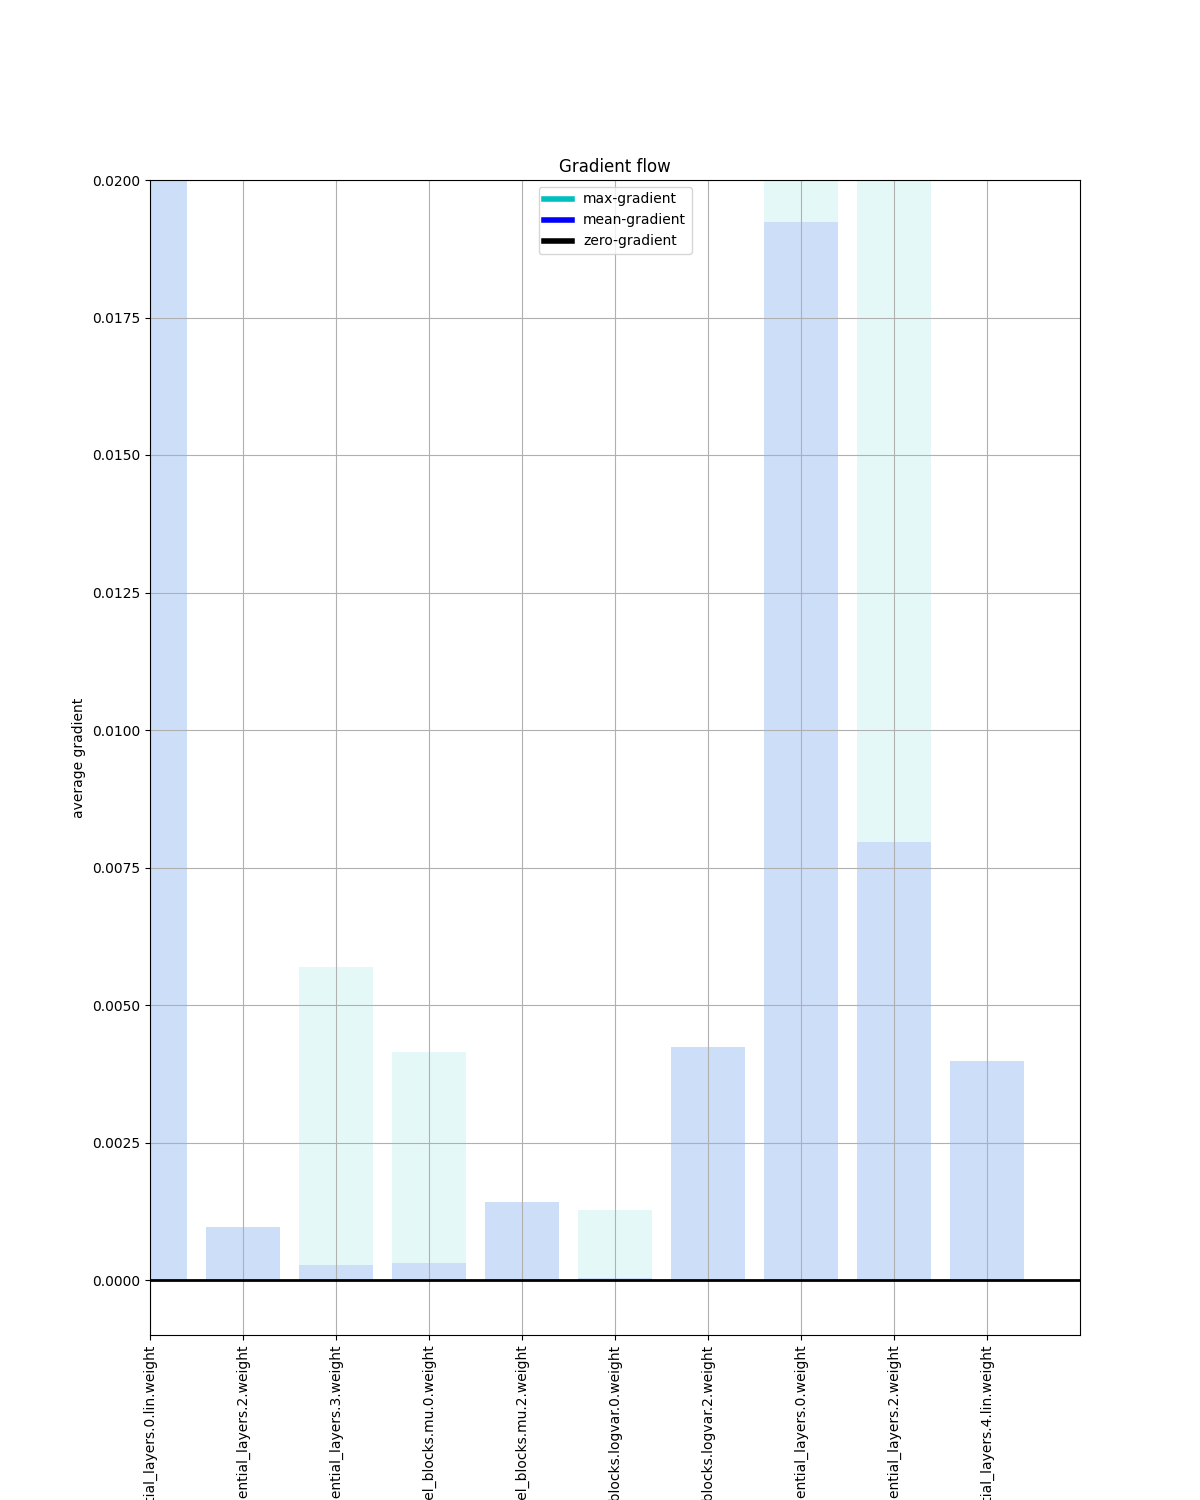 Gradient flow
max-gradient
mean-gradient
zero-gradient
average gradient
0.0200
0.0175
0.0150
0.0125
0.0100
0.0075
0.0050
0.0025
0.0000
tial_layers.0.lin.weight
ential_layers.2.weight
ential_layers.3.weight
el_blocks.mu.0.weight
el_blocks.mu.2.weight
blocks.logvar.0.weight
blocks.logvar.2.weight
ential_layers.0.weight
ential_layers.2.weight
tial_layers.4.lin.weight